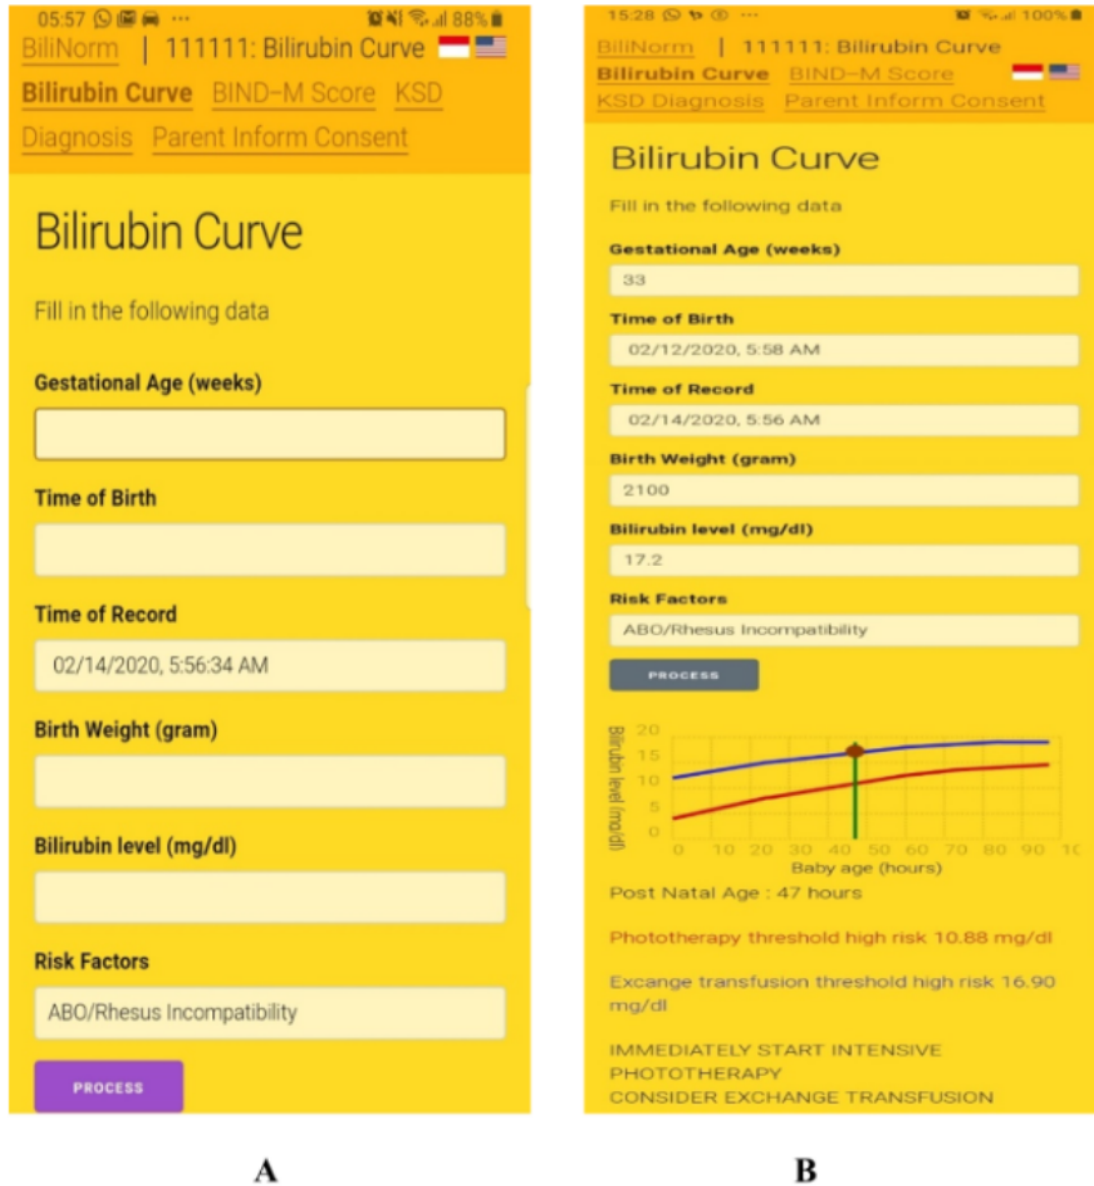 05:57 ... 88%
BiliNorm | 111111: Bilirubin Curve
Bilirubin Curve BIND-M Score KSD
Diagnosis Parent Inform Consent
Bilirubin Curve
Fill in the following data
Gestational Age (weeks)
Time of Birth
Time of Record
02/14/2020, 5:56:34 AM
Birth Weight (gram)
Bilirubin level (mg/dl)
Risk Factors
ABO/Rhesus Incompatibility
PROCESS
A
15:28 ... 100%
BiliNorm | 111111: Bilirubin Curve
Bilirubin Curve BIND-M Score
KSD Diagnosis Parent Inform Consent
Bilirubin Curve
Fill in the following data
Gestational Age (weeks)
33
Time of Birth
02/12/2020, 5:58 AM
Time of Record
02/14/2020, 5:56 AM
Birth Weight (gram)
2100
Bilirubin level (mg/dl)
17.2
Risk Factors
ABO/Rhesus Incompatibility
PROCESS
Bilirubin level (mg/dl)
20
15
10
5
0
0 10 20 30 40 50 60 70 80 90 10
Baby age (hours)
Post Natal Age : 47 hours
Phototherapy threshold high risk 10.88 mg/dl
Excange transfusion threshold high risk 16.90
mg/dl
IMMEDIATELY START INTENSIVE
PHOTOTHERAPY
CONSIDER EXCHANGE TRANSFUSION
B